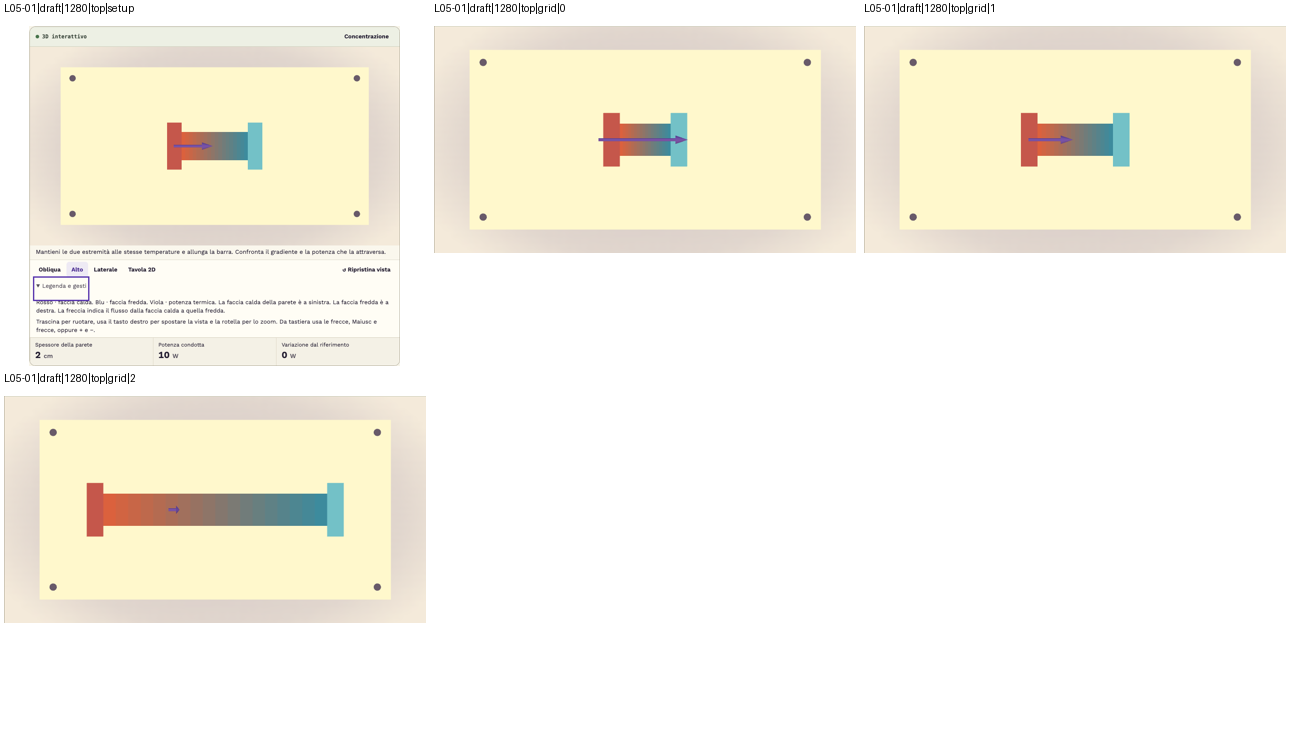 L05-01|draft|1280|top|setup
L05-01|draft|1280|top|grid|0
L05-01|draft|1280|top|grid|1
3D interattivo
Concentrazione
Mantieni le due estremità alle stesse temperature e allunga la barra. Confronta il gradiente e la potenza che la attraversa.
Obliqua Alto Laterale Tavola 2D
↺ Ripristina vista
▼ Legenda e gesti
Rosso · faccia calda. Blu · faccia fredda. Viola · potenza termica. La faccia calda della parete è a sinistra. La faccia fredda è a
destra. La freccia indica il flusso dalla faccia calda a quella fredda.
Trascina per ruotare, usa il tasto destro per spostare la vista e la rotella per lo zoom. Da tastiera usa le frecce, Maiusc e
frecce, oppure + e −.
Spessore della parete
2 cm
Potenza condotta
10 W
Variazione dal riferimento
0 W
L05-01|draft|1280|top|grid|2